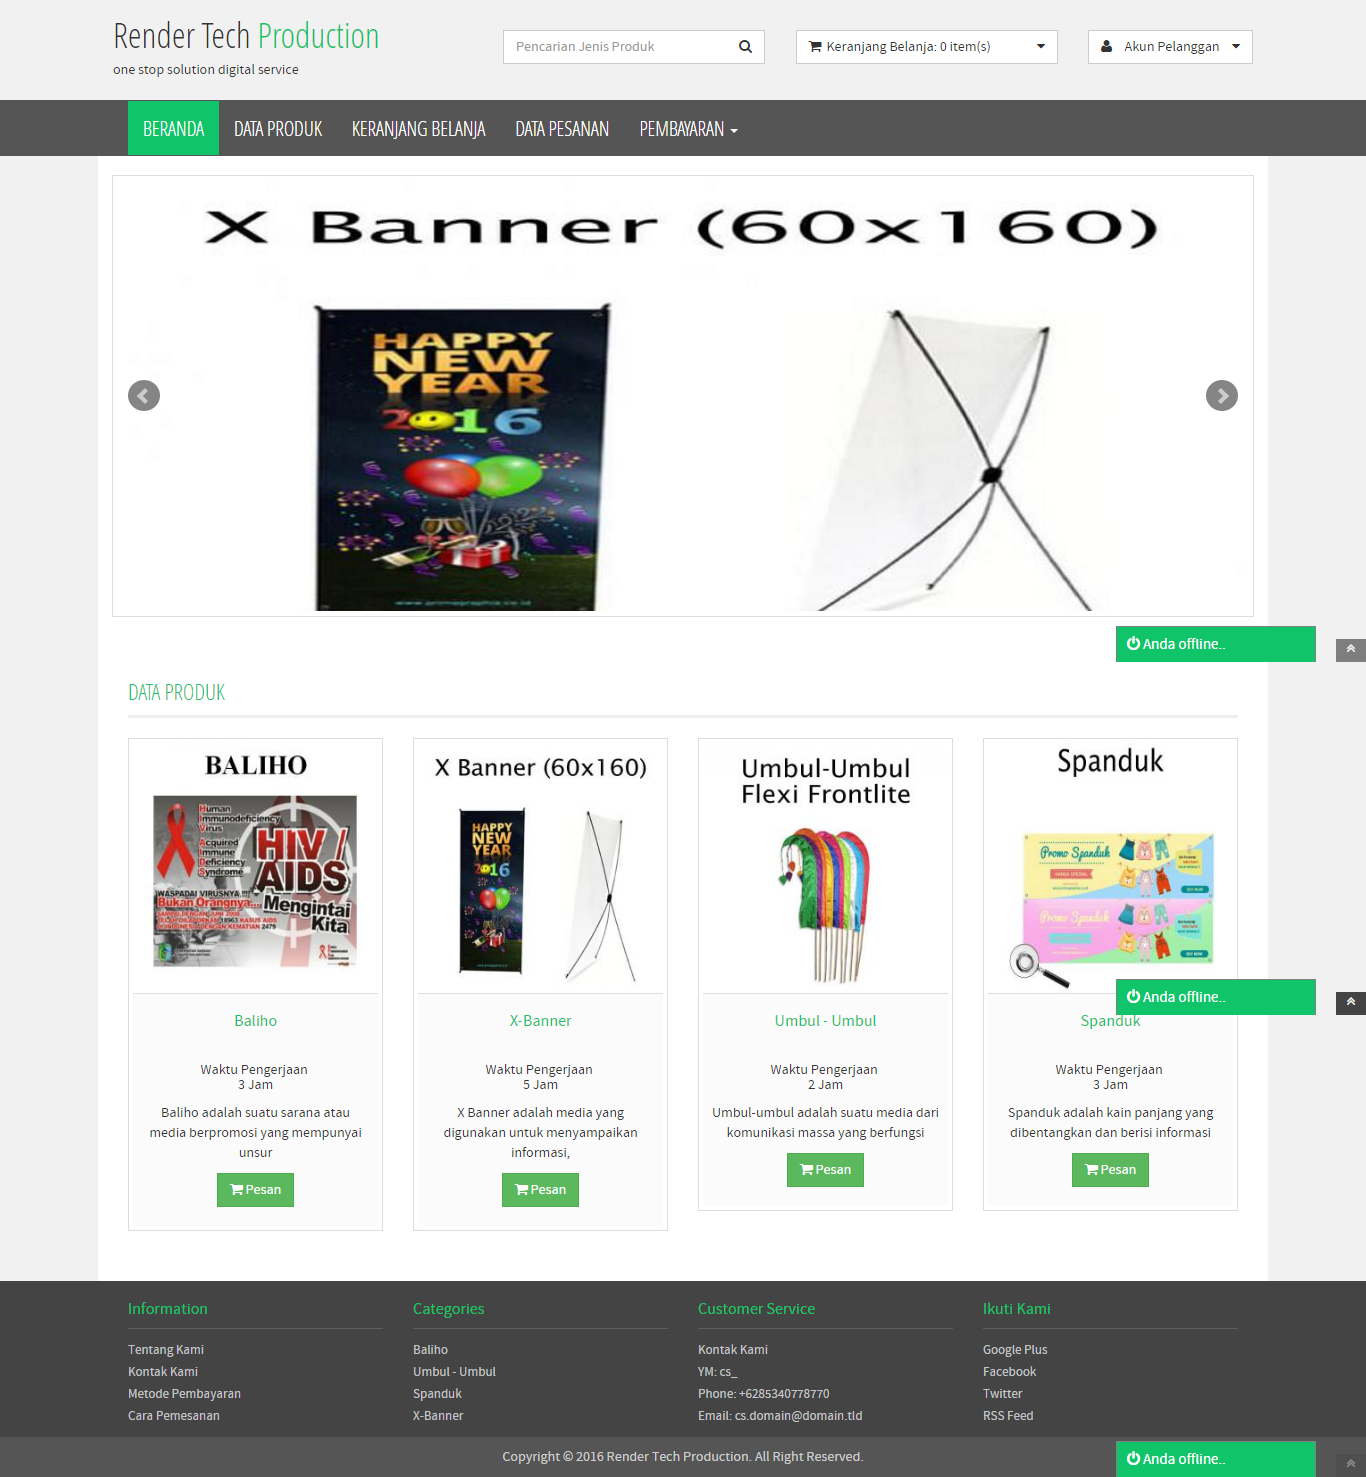 Render Tech Production
one stop solution digital service
Pencarian Jenis Produk
Keranjang Belanja: 0 item(s)
Akun Pelanggan
BERANDA
DATA PRODUK
KERANJANG BELANJA
DATA PESANAN
PEMBAYARAN
X Banner (60x160)
HAPPY
NEW
YEAR
2016
Anda offline..
DATA PRODUK
BALIHO
Human
Immunodeficiency
Virus
Acquired
Immune
Deficiency
Syndrome
HIV/
AIDS
WASPADAI VIRUSNYA !!!
Bukan Orangnya...
Mengintai
Kita
X Banner (60x160)
HAPPY
NEW
YEAR
2016
Umbul-Umbul
Flexi Frontlite
Spanduk
Promo Spanduk
Promo Spanduk
Anda offline..
Baliho
Waktu Pengerjaan
3 Jam
Baliho adalah suatu sarana atau
media berpromosi yang mempunyai
unsur
Pesan
X-Banner
Waktu Pengerjaan
5 Jam
X Banner adalah media yang
digunakan untuk menyampaikan
informasi,
Pesan
Umbul - Umbul
Waktu Pengerjaan
2 Jam
Umbul-umbul adalah suatu media dari
komunikasi massa yang berfungsi
Pesan
Spanduk
Waktu Pengerjaan
3 Jam
Spanduk adalah kain panjang yang
dibentangkan dan berisi informasi
Pesan
Information
Tentang Kami
Kontak Kami
Metode Pembayaran
Cara Pemesanan
Categories
Baliho
Umbul - Umbul
Spanduk
X-Banner
Customer Service
Kontak Kami
YM: cs_
Phone: +6285340778770
Email: cs.domain@domain.tld
Ikuti Kami
Google Plus
Facebook
Twitter
RSS Feed
Copyright © 2016 Render Tech Production. All Right Reserved.
Anda offline..